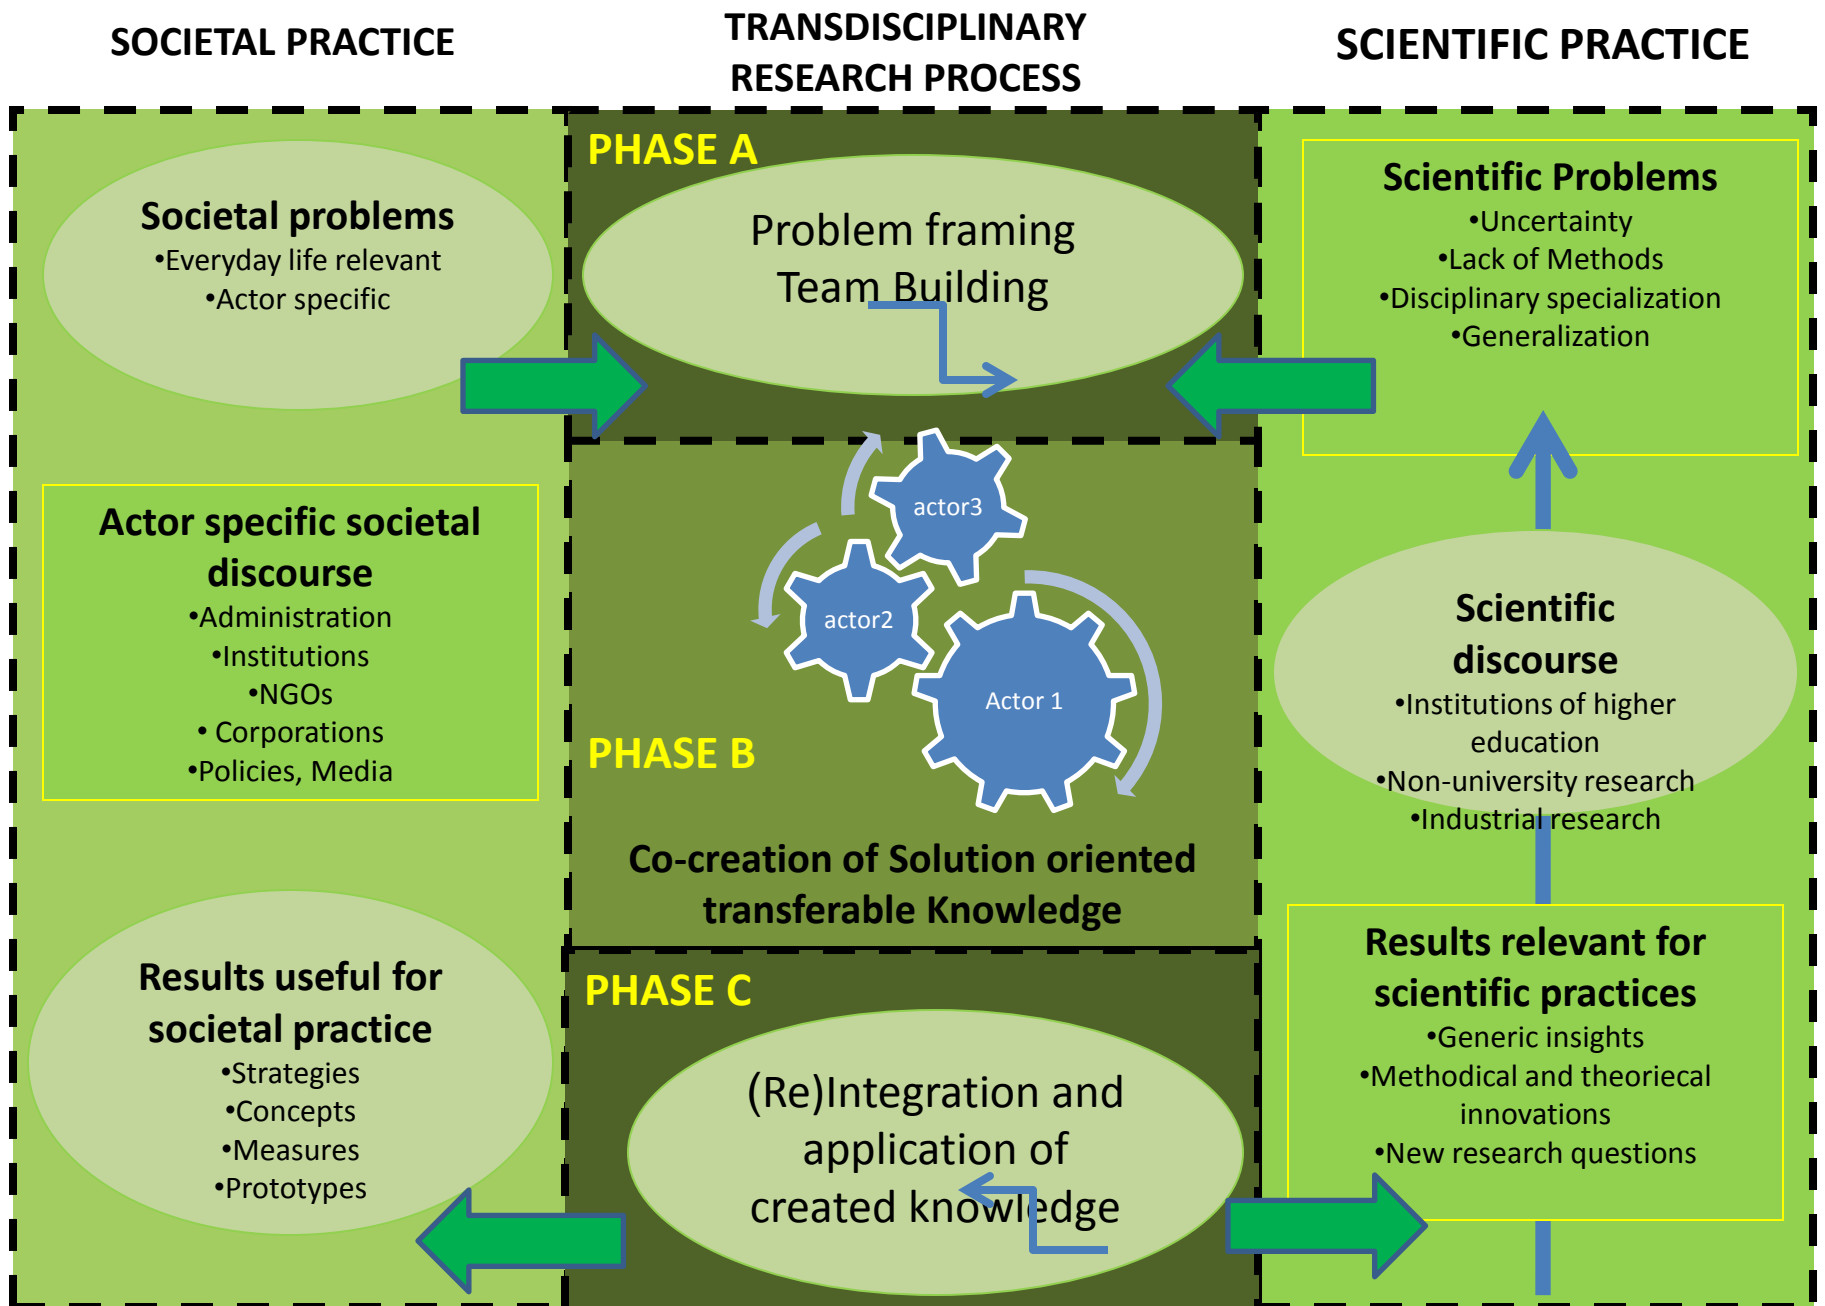 SOCIETAL PRACTICE
TRANSDISCIPLINARY
RESEARCH PROCESS
SCIENTIFIC PRACTICE
Societal problems
•Everyday life relevant
•Actor specific
Actor specific societal
discourse
•Administration
•Institutions
•NGOs
• Corporations
•Policies, Media
Results useful for
societal practice
•Strategies
•Concepts
•Measures
•Prototypes
PHASE A
Problem framing
Team Building
actor3
actor2
Actor 1
PHASE B
Co-creation of Solution oriented
transferable Knowledge
PHASE C
(Re)Integration and
application of
created knowledge
Scientific Problems
•Uncertainty
•Lack of Methods
•Disciplinary specialization
•Generalization
Scientific
discourse
•Institutions of higher
education
•Non-university research
•Industrial research
Results relevant for
scientific practices
•Generic insights
•Methodical and theoriecal
innovations
•New research questions